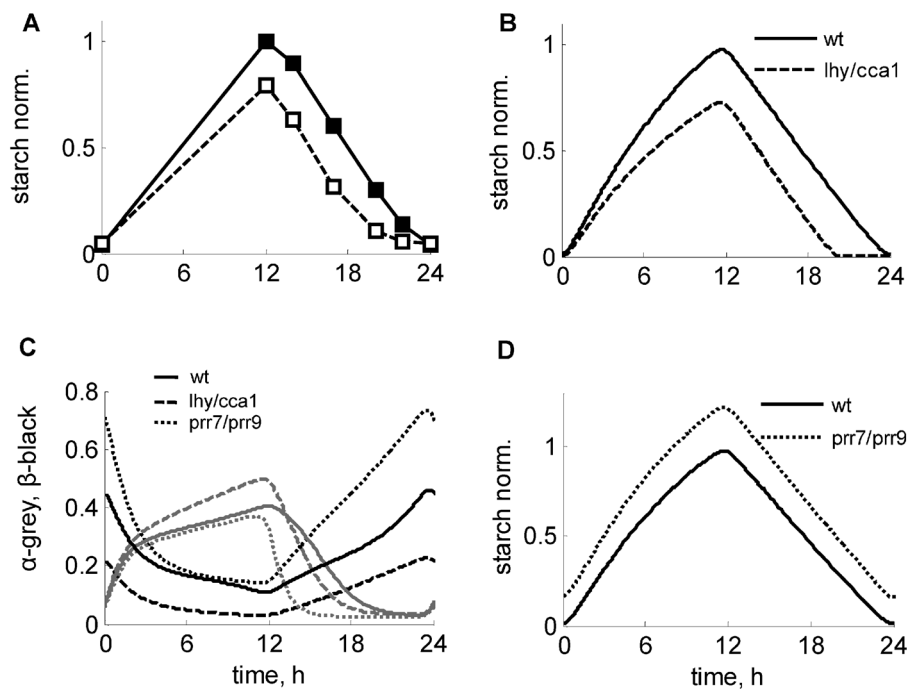 A
starch norm.
1
0.5
0
0 6 12 18 24
B
starch norm.
1
0.5
0
wt
lhy/cca1
0 6 12 18 24
C
α-grey, β-black
wt
lhy/cca1
prr7/prr9
0.8
0.6
0.4
0.2
0
0 6 12 18 24
time, h
D
starch norm.
wt
prr7/prr9
1
0.5
0
0 6 12 18 24
time, h